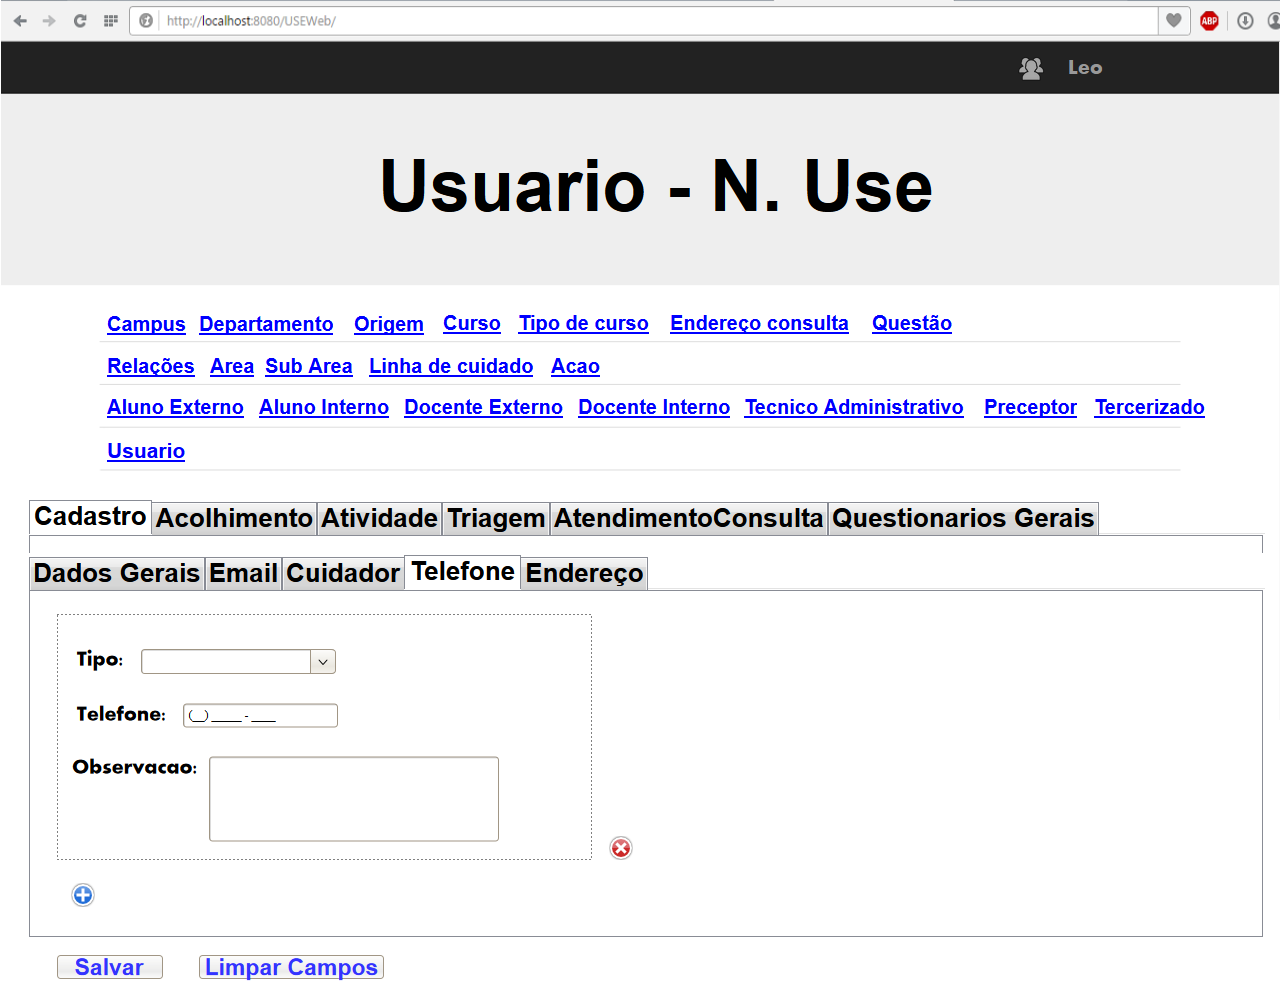 http://localhost:8080/USEWeb/
ABP
Leo
Usuario - N. Use
Campus Departamento Origem Curso Tipo de curso Endereço consulta Questão
Relações Area Sub Area Linha de cuidado Acao
Aluno Externo Aluno Interno Docente Externo Docente Interno Tecnico Administrativo Preceptor Tercerizado
Usuario
Cadastro Acolhimento Atividade Triagem AtendimentoConsulta Questionarios Gerais
Dados Gerais Email Cuidador Telefone Endereço
Tipo:
Telefone: (__) _____ - ____
Observacao:
Salvar Limpar Campos